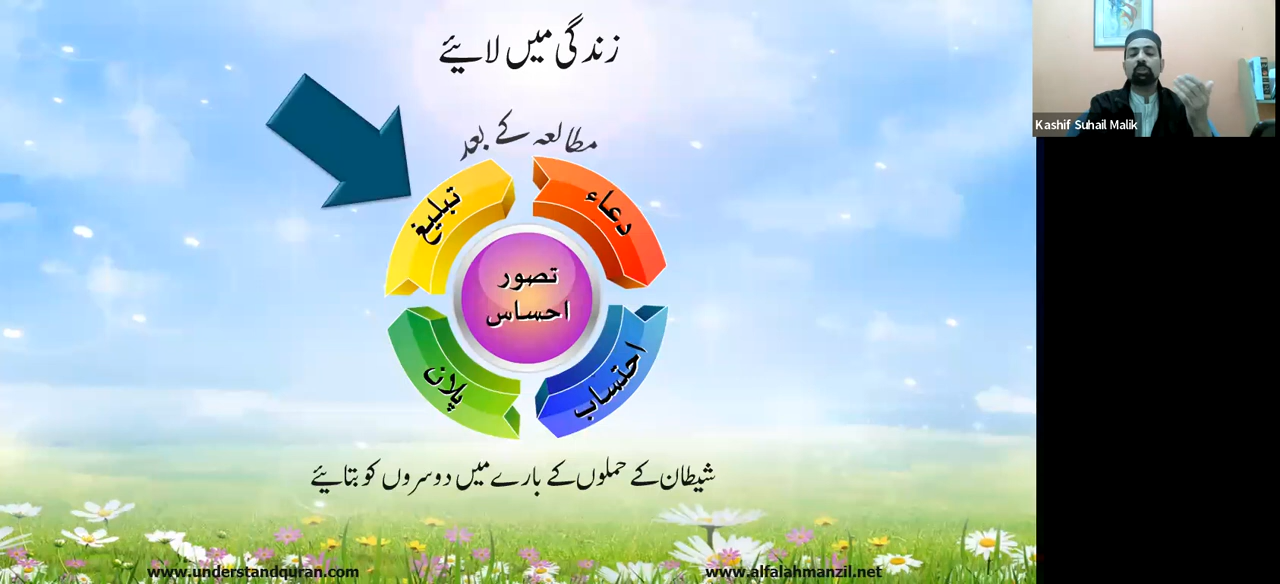 زندگی میں لائیے
مطالعہ کے بعد
دعاء
تبلیغ
تصور
احساس
احتساب
پلان
شیطان کے حملوں کے بارے میں دوسروں کو بتائیے
www.understandquran.com
www.alfalahmanzil.net
Kashif Suhail Malik